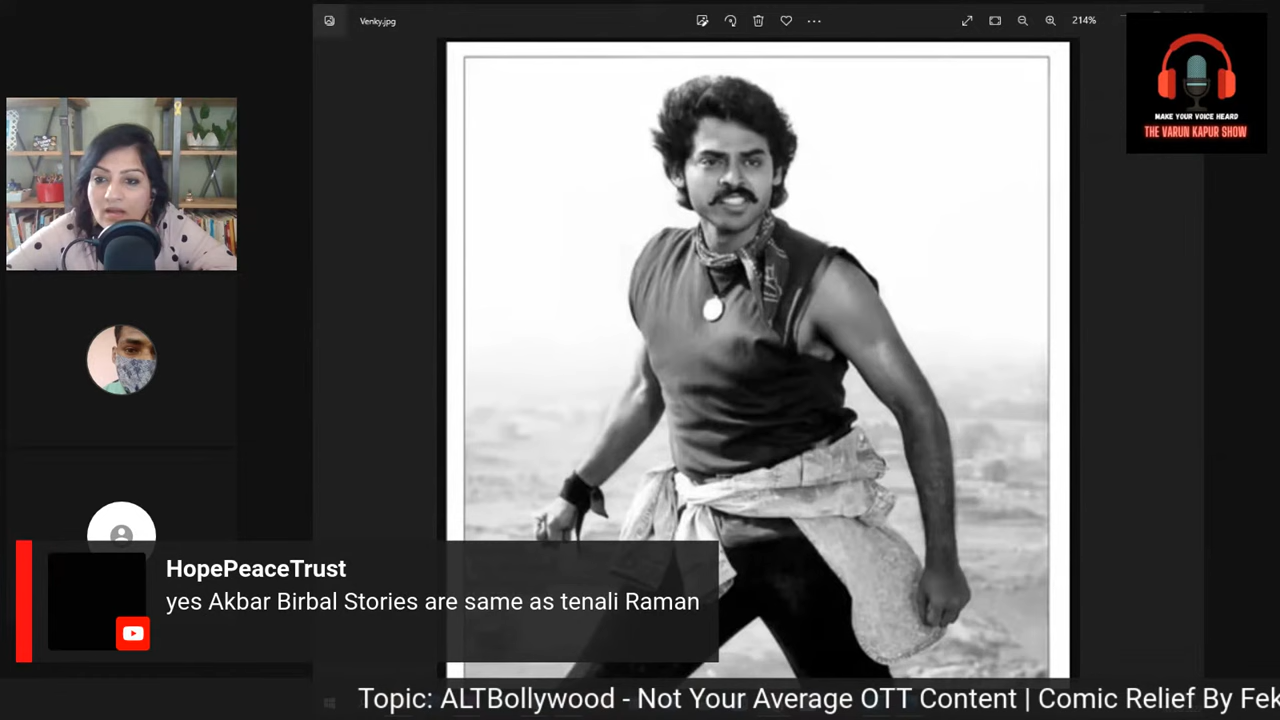 Venky.jpg
214%
MAKE YOUR VOICE HEARD
THE VARUN KAPUR SHOW
HopePeaceTrust
yes Akbar Birbal Stories are same as tenali Raman
Topic: ALTBollywood - Not Your Average OTT Content | Comic Relief By Fek